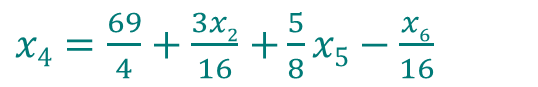 x₄ = 69/4 + 3x₂/16 + 5/8 x₅ − x₆/16